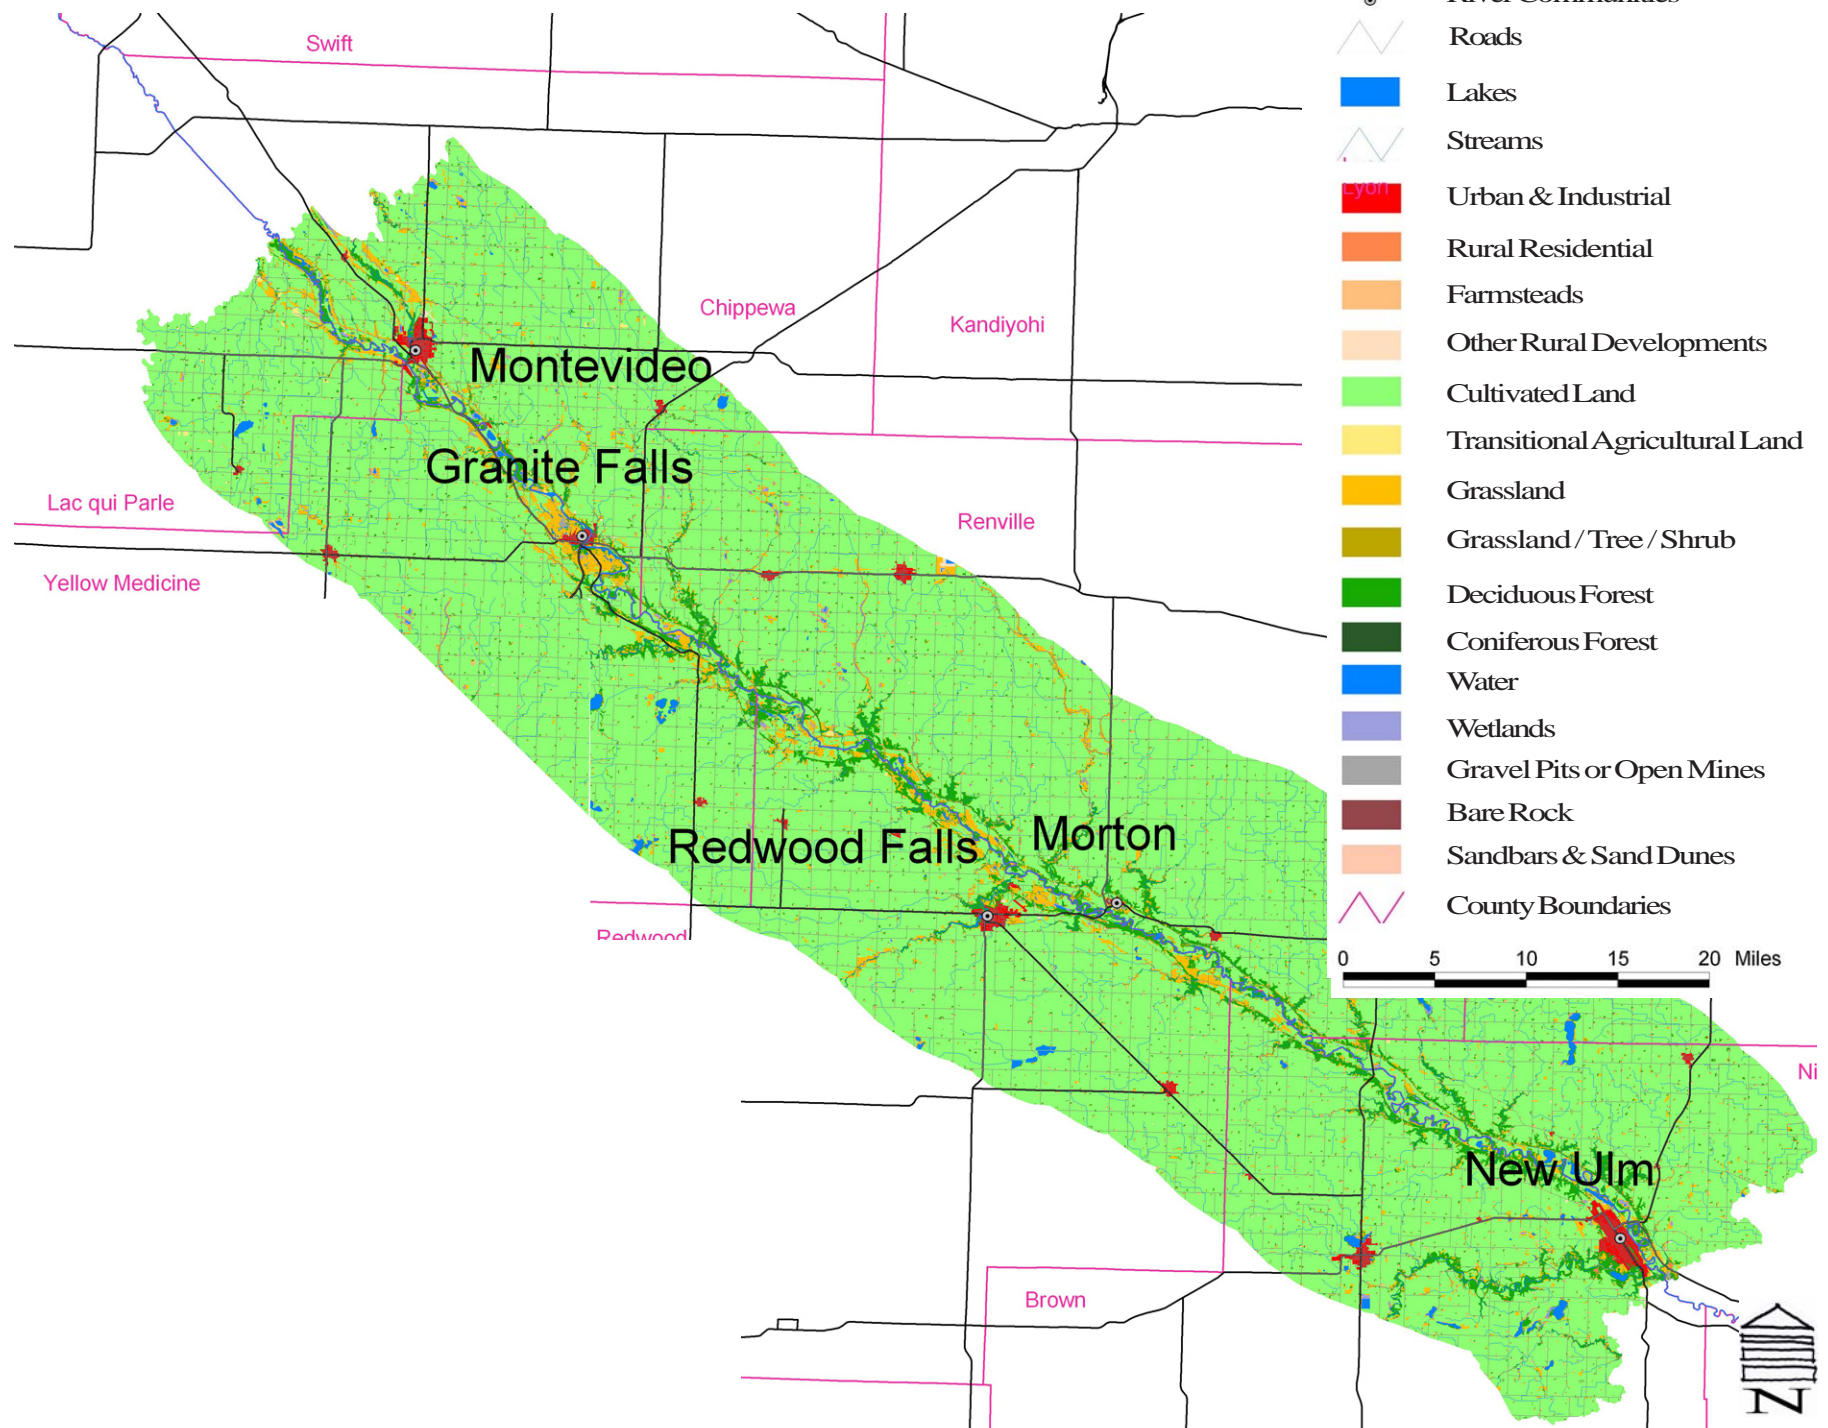 River Communities
Roads
Lakes
Streams
Lyon
Urban & Industrial
Rural Residential
Farmsteads
Other Rural Developments
Cultivated Land
Transitional Agricultural Land
Grassland
Grassland / Tree / Shrub
Deciduous Forest
Coniferous Forest
Water
Wetlands
Gravel Pits or Open Mines
Bare Rock
Sandbars & Sand Dunes
County Boundaries
0 5 10 15 20 Miles
Swift
Chippewa
Kandiyohi
Montevideo
Granite Falls
Lac qui Parle
Renville
Yellow Medicine
Morton
Redwood Falls
Redwood
Ni
New Ulm
Brown
N